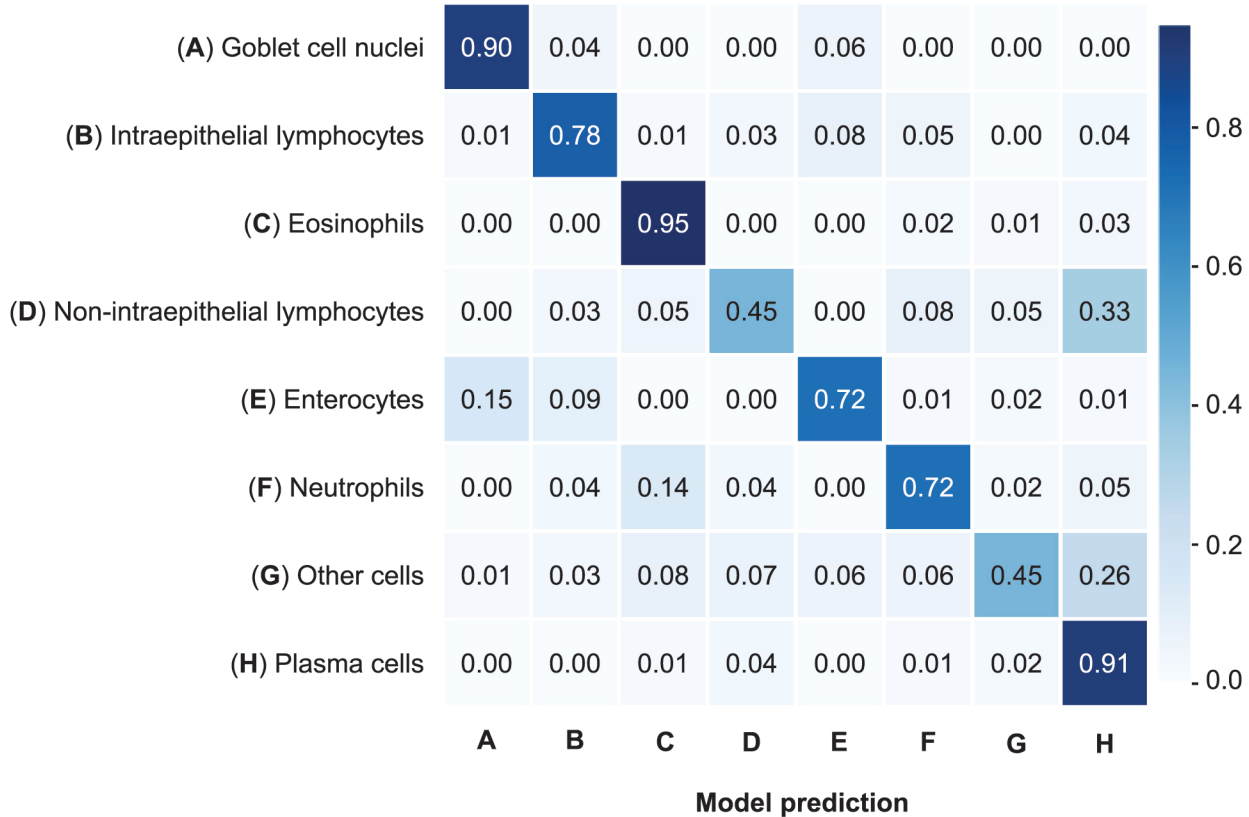 (A) Goblet cell nuclei 0.90 0.04 0.00 0.00 0.06 0.00 0.00 0.00
(B) Intraepithelial lymphocytes 0.01 0.78 0.01 0.03 0.08 0.05 0.00 0.04
(C) Eosinophils 0.00 0.00 0.95 0.00 0.00 0.02 0.01 0.03
(D) Non-intraepithelial lymphocytes 0.00 0.03 0.05 0.45 0.00 0.08 0.05 0.33
(E) Enterocytes 0.15 0.09 0.00 0.00 0.72 0.01 0.02 0.01
(F) Neutrophils 0.00 0.04 0.14 0.04 0.00 0.72 0.02 0.05
(G) Other cells 0.01 0.03 0.08 0.07 0.06 0.06 0.45 0.26
(H) Plasma cells 0.00 0.00 0.01 0.04 0.00 0.01 0.02 0.91
A B C D E F G H
Model prediction
0.8
0.6
0.4
0.2
0.0